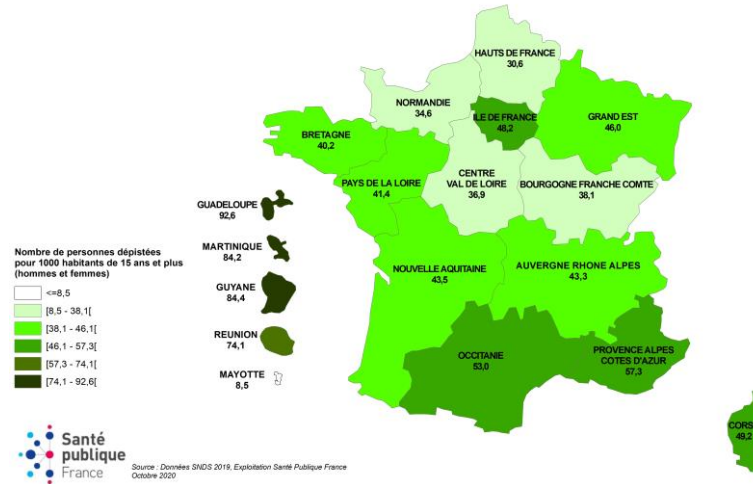 HAUTS DE FRANCE
30,6
NORMANDIE
34,6
ILE DE FRANCE
48,2
GRAND EST
46,0
BRETAGNE
40,2
PAYS DE LA LOIRE
41,4
CENTRE
VAL DE LOIRE
36,9
BOURGOGNE FRANCHE COMTE
38,1
GUADELOUPE
92,6
MARTINIQUE
84,2
GUYANE
84,4
REUNION
74,1
MAYOTTE
8,5
NOUVELLE AQUITAINE
43,5
AUVERGNE RHONE ALPES
43,3
OCCITANIE
53,0
PROVENCE ALPES
COTES D'AZUR
57,3
CORS
49,2
Nombre de personnes dépistées
pour 1000 habitants de 15 ans et plus
(hommes et femmes)
<=8,5
[8,5 - 38,1[
[38,1 - 46,1[
[46,1 - 57,3[
[57,3 - 74,1[
[74,1 - 92,6[
Santé
publique
France
Source : Données SNDS 2019, Exploitation Santé Publique France
Octobre 2020